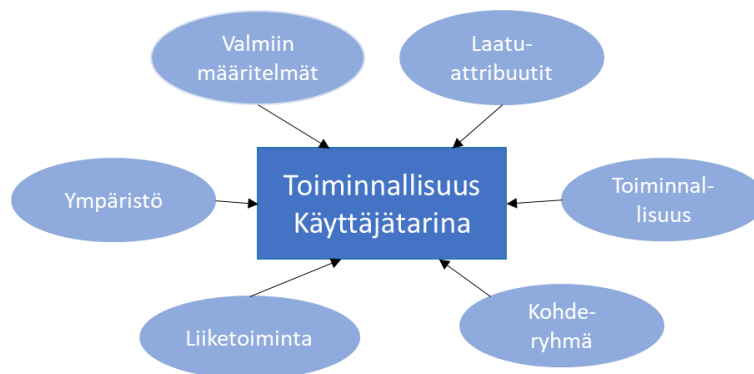 Valmiin
määritelmät
Laatu-
attribuutit
Ympäristö
Toiminnallisuus
Käyttäjätarina
Toiminnal-
lisuus
Liiketoiminta
Kohde-
ryhmä